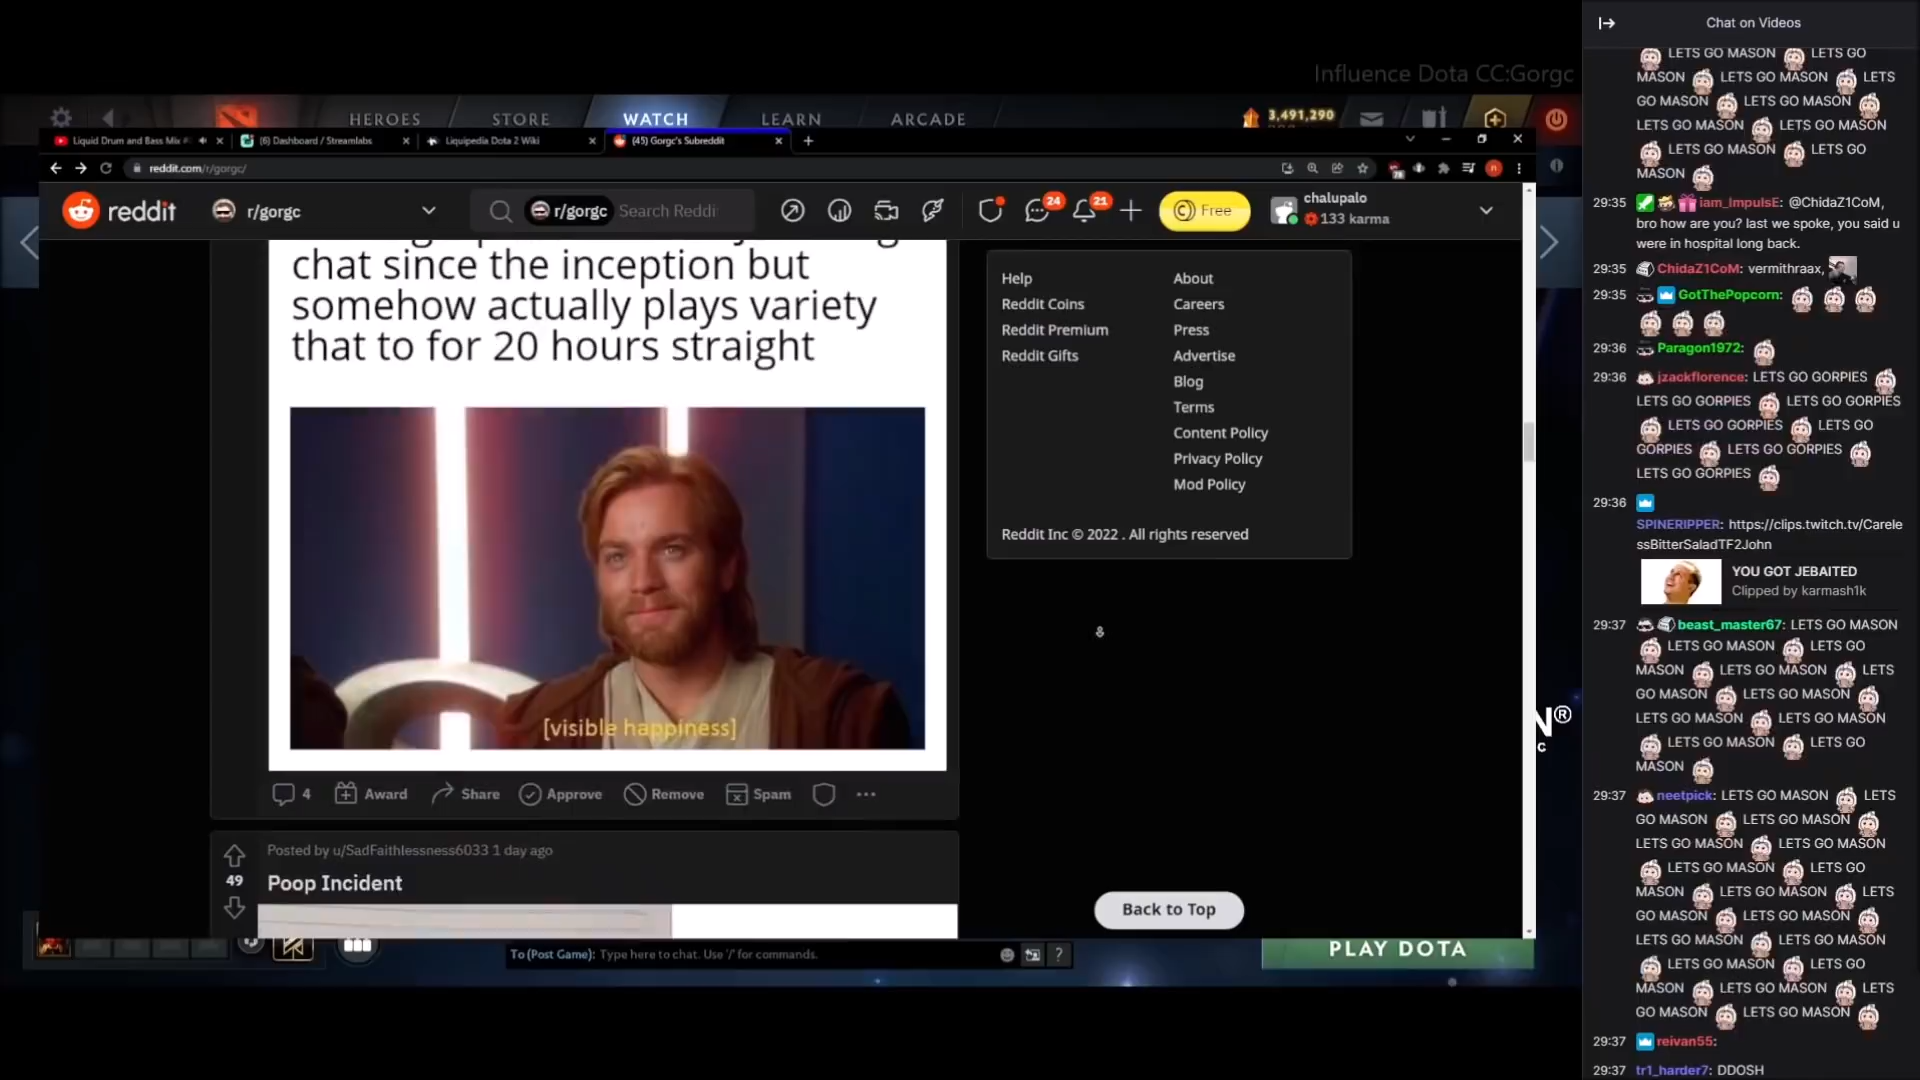 Influence Dota CC:Gorgc
HEROES STORE WATCH LEARN ARCADE 3,491,290
Liquid Drum and Bass Mix (6) Dashboard / Streamlabs Liquipedia Dota 2 Wiki (45) Gorgc's Subreddit
reddit.com/r/gorgc/
reddit r/gorgc r/gorgc Search Reddi 24 21 Free chalupalo
133 karma
chat since the inception but
somehow actually plays variety
that to for 20 hours straight
[visible happiness]
4 Award Share Approve Remove Spam
Posted by u/SadFaithlessness6033 1 day ago
49
Poop Incident
Help
Reddit Coins
Reddit Premium
Reddit Gifts
About
Careers
Press
Advertise
Blog
Terms
Content Policy
Privacy Policy
Mod Policy
Reddit Inc © 2022 . All rights reserved
Back to Top
To (Post Game): Type here to chat. Use '/' for commands.
?
PLAY DOTA
N®
C
Chat on Videos
LETS GO MASON LETS GO
MASON LETS GO MASON LETS
GO MASON LETS GO MASON
LETS GO MASON LETS GO MASON
LETS GO MASON LETS GO
MASON
29:35 iam_ImpulsE: @ChidaZ1CoM,
bro how are you? last we spoke, you said u
were in hospital long back.
29:35 ChidaZ1CoM: vermithraax,
29:35 GotThePopcorn:
29:36 Paragon1972:
29:36 jzackflorence: LETS GO GORPIES
LETS GO GORPIES LETS GO GORPIES
LETS GO GORPIES LETS GO
GORPIES LETS GO GORPIES
LETS GO GORPIES
29:36
SPINERIPPER: https://clips.twitch.tv/Carele
ssBitterSaladTF2John
YOU GOT JEBAITED
Clipped by karmash1k
29:37 beast_master67: LETS GO MASON
LETS GO MASON LETS GO
MASON LETS GO MASON LETS
GO MASON LETS GO MASON
LETS GO MASON LETS GO MASON
LETS GO MASON LETS GO
MASON
29:37 neetpick: LETS GO MASON LETS
GO MASON LETS GO MASON
LETS GO MASON LETS GO MASON
LETS GO MASON LETS GO
MASON LETS GO MASON LETS
GO MASON LETS GO MASON
LETS GO MASON LETS GO MASON
LETS GO MASON LETS GO
MASON LETS GO MASON LETS
GO MASON LETS GO MASON
29:37 reivan55:
29:37 tr1_harder7: DDOSH